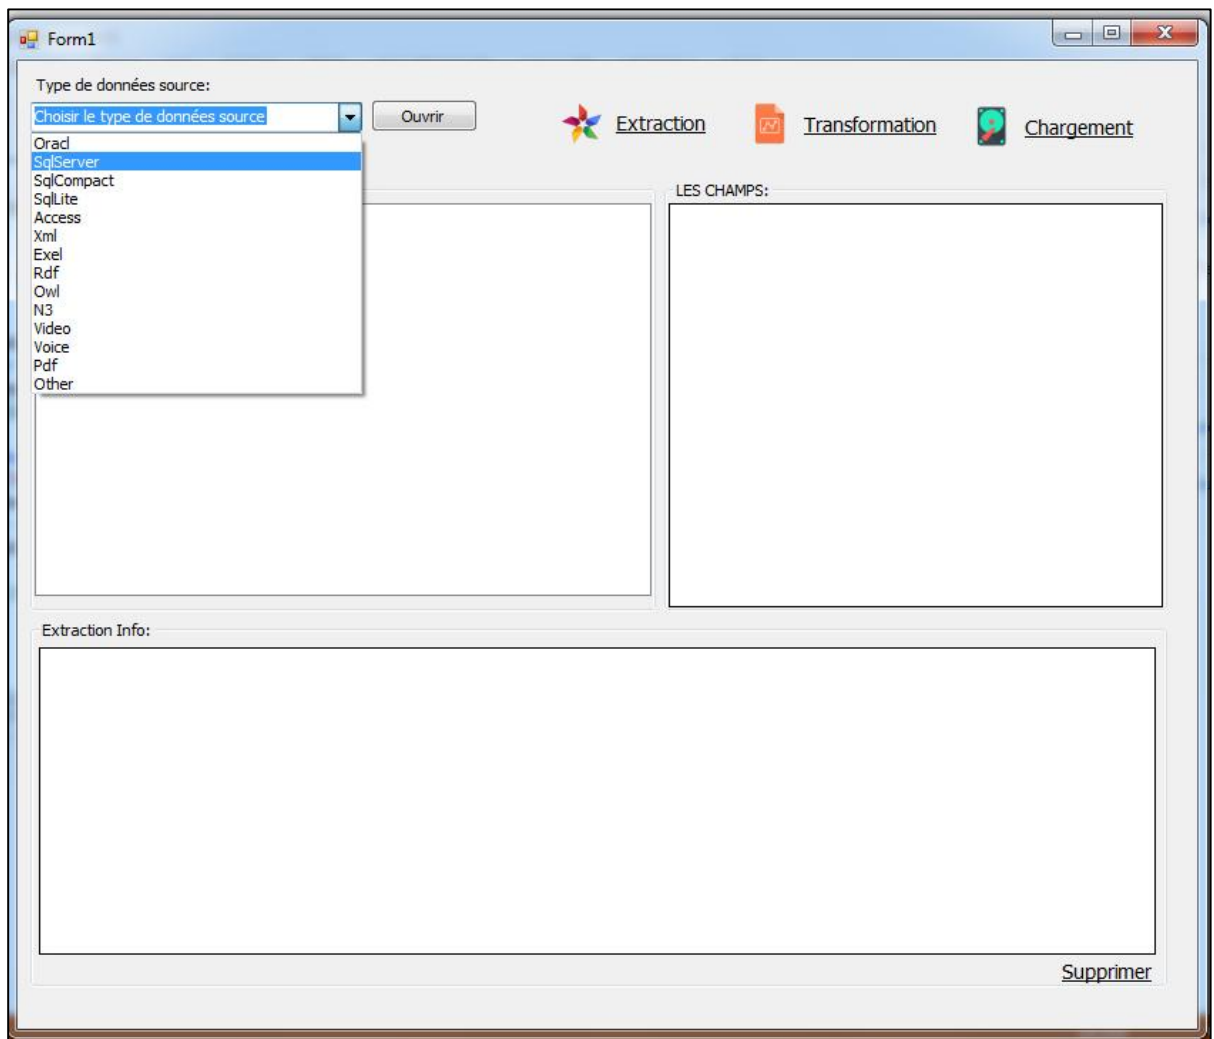 Form1
Type de données source:
Choisir le type de données source
Ouvrir
Extraction
Transformation
Chargement
Oracl
SqlServer
SqlCompact
SqlLite
Access
Xml
Exel
Rdf
Owl
N3
Video
Voice
Pdf
Other
LES CHAMPS:
Extraction Info:
Supprimer